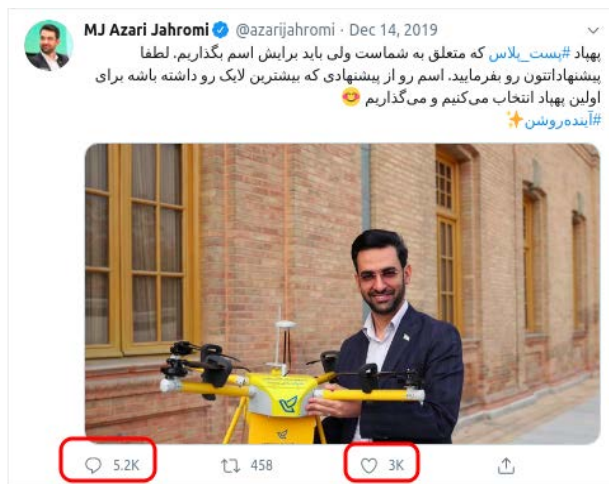 MJ Azari Jahromi @azarijahromi · Dec 14, 2019
پهپاد #پست_پلاس که متعلق به شماست ولی باید برایش اسم بگذاریم. لطفا
پیشنهاداتتون رو بفرمایید. اسم رو از پیشنهادی که بیشترین لایک رو داشته باشه برای
اولین پهپاد انتخاب می‌کنیم و می‌گذاریم 😍
#آینده‌روشن ✨
5.2K 458 3K